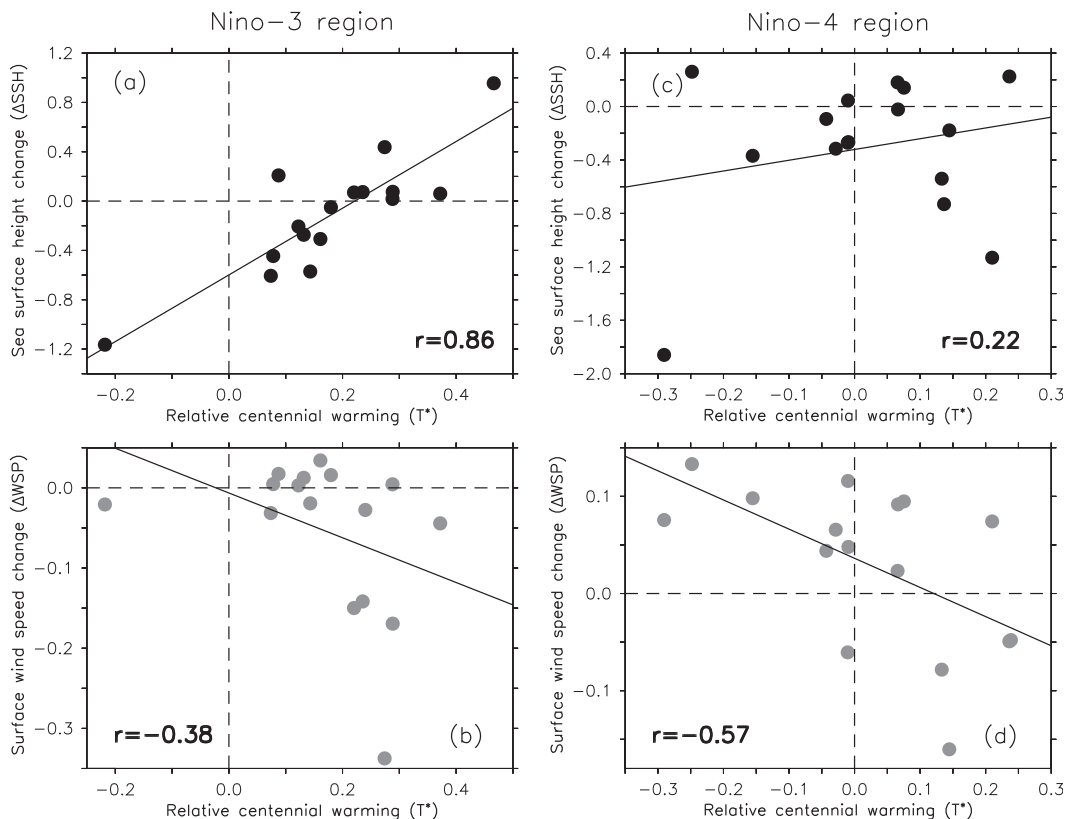 Nino−3 region
Nino−4 region
1.2
0.8
0.4
0.0
−0.4
−0.8
−1.2
Sea surface height change (ΔSSH)
(a)
r=0.86
−0.2 0.0 0.2 0.4
Relative centennial warming (T*)
0.4
0.0
−0.4
−0.8
−1.2
−1.6
−2.0
Sea surface height change (ΔSSH)
(c)
r=0.22
−0.3 −0.2 −0.1 0.0 0.1 0.2 0.3
Relative centennial warming (T*)
0.0
−0.1
−0.2
−0.3
Surface wind speed change (ΔWSP)
r=−0.38
(b)
−0.2 0.0 0.2 0.4
Relative centennial warming (T*)
0.1
0.0
−0.1
Surface wind speed change (ΔWSP)
r=−0.57
(d)
−0.3 −0.2 −0.1 0.0 0.1 0.2 0.3
Relative centennial warming (T*)